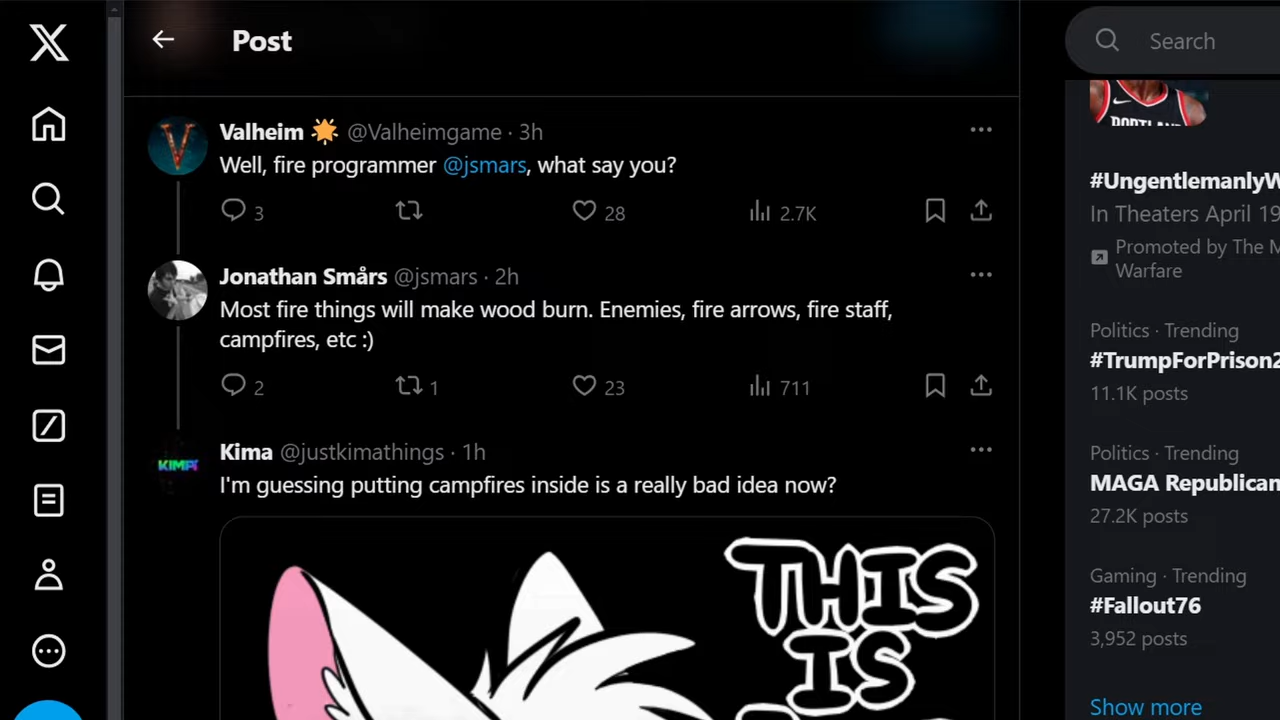 Post
Valheim @Valheimgame · 3h
Well, fire programmer @jsmars, what say you?
3 28 2.7K
Jonathan Smårs @jsmars · 2h
Most fire things will make wood burn. Enemies, fire arrows, fire staff,
campfires, etc :)
2 1 23 711
Kima @justkimathings · 1h
I'm guessing putting campfires inside is a really bad idea now?
THIS
IS
Search
#UngentlemanlyW
In Theaters April 19
Promoted by The M
Warfare
Politics · Trending
#TrumpForPrison2
11.1K posts
Politics · Trending
MAGA Republican
27.2K posts
Gaming · Trending
#Fallout76
3,952 posts
Show more